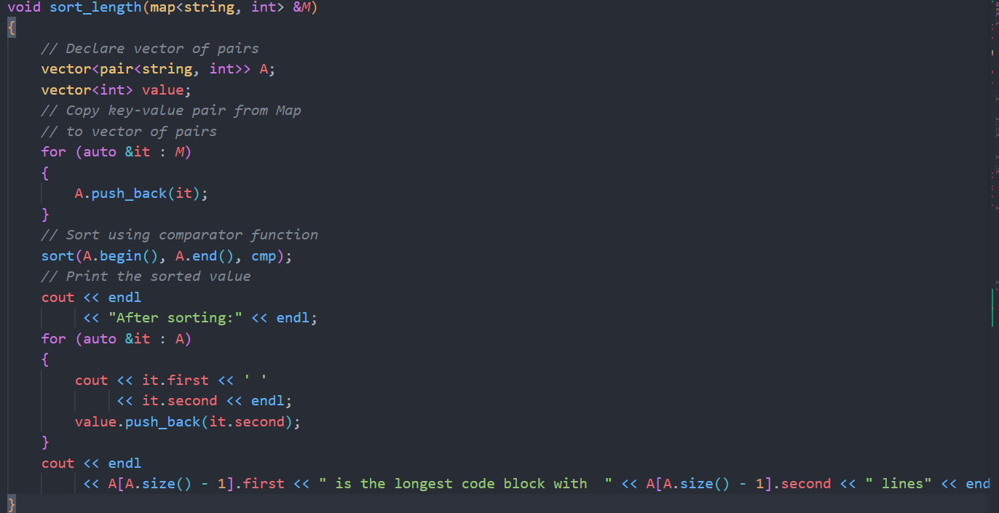 void sort_length(map<string, int> &M)
{
    // Declare vector of pairs
    vector<pair<string, int>> A;
    vector<int> value;
    // Copy key-value pair from Map
    // to vector of pairs
    for (auto &it : M)
    {
        A.push_back(it);
    }
    // Sort using comparator function
    sort(A.begin(), A.end(), cmp);
    // Print the sorted value
    cout << endl
         << "After sorting:" << endl;
    for (auto &it : A)
    {
        cout << it.first << ' '
             << it.second << endl;
        value.push_back(it.second);
    }
    cout << endl
         << A[A.size() - 1].first << " is the longest code block with  " << A[A.size() - 1].second << " lines" << end
}